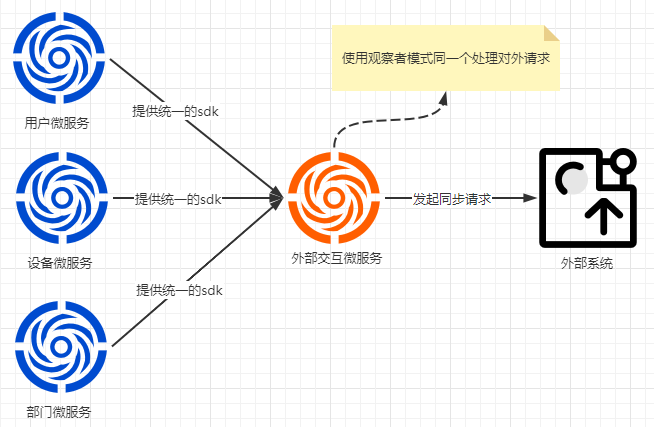 使用观察者模式同一个处理对外请求
提供统一的sdk
用户微服务
提供统一的sdk
发起同步请求
设备微服务
外部交互微服务
外部系统
提供统一的sdk
部门微服务